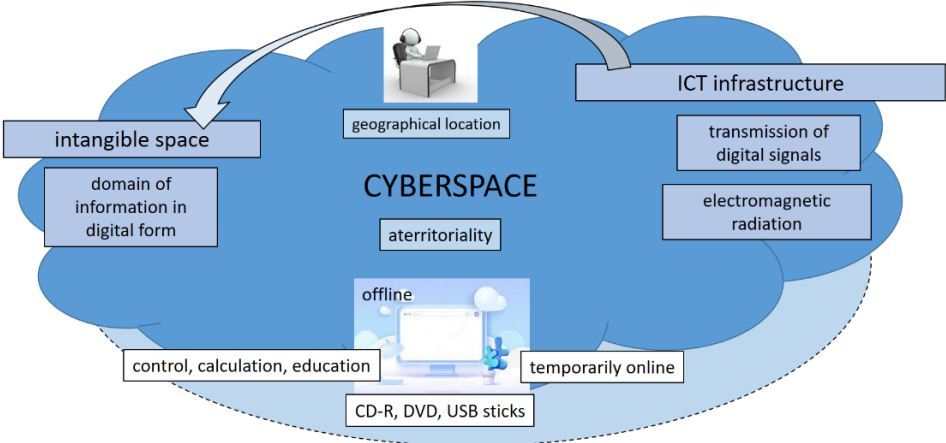 ICT infrastructure
intangible space
geographical location
transmission of
digital signals
domain of
information in
digital form
CYBERSPACE
electromagnetic
radiation
aterritoriality
offline
control, calculation, education
temporarily online
CD-R, DVD, USB sticks